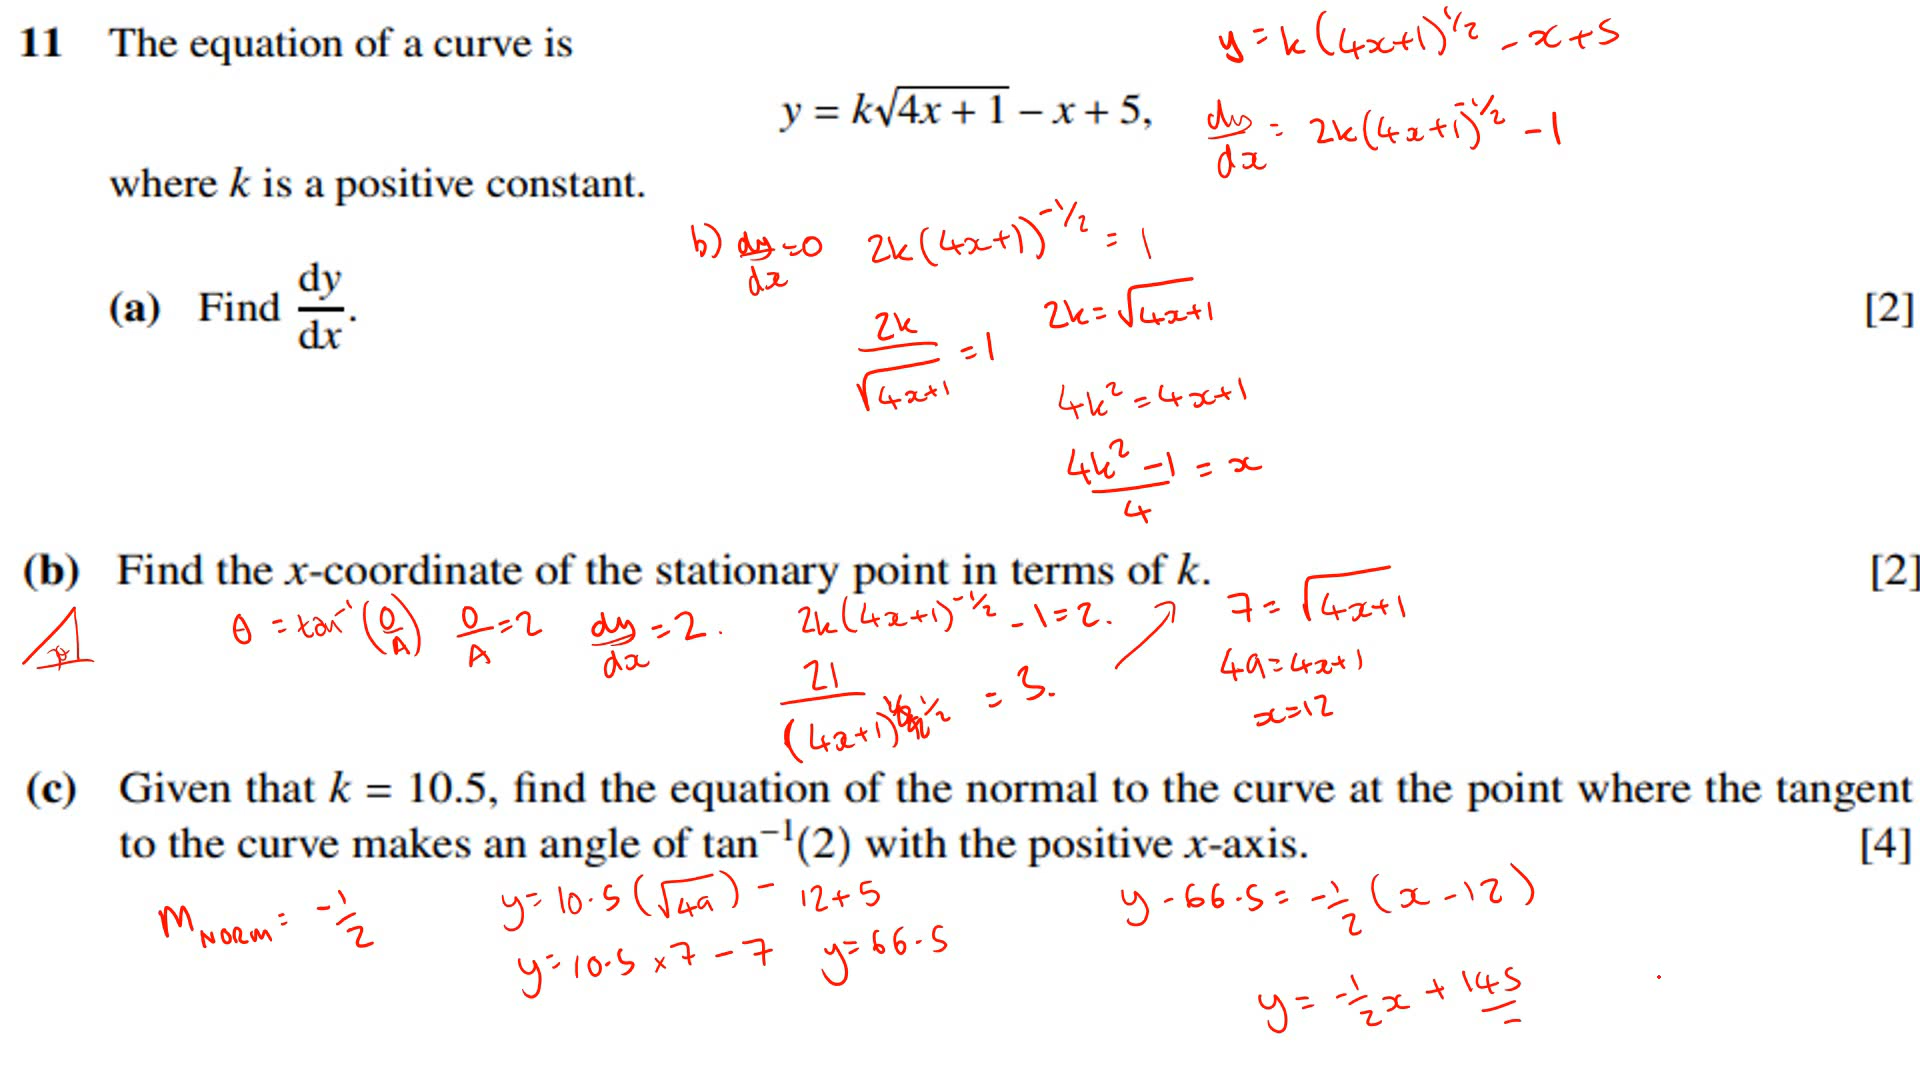 11 The equation of a curve is
y = k√(4x + 1) − x + 5,
y = k(4x+1)^½ − x + 5
dy/dx = 2k(4x+1)^-½ − 1
where k is a positive constant.
b) dy/dx = 0 2k(4x+1)^-½ = 1
(a) Find dy/dx. [2]
2k/√(4x+1) = 1 2k = √(4x+1)
4k² = 4x+1
(4k² − 1)/4 = x
(b) Find the x-coordinate of the stationary point in terms of k. [2]
θ = tan⁻¹(O/A) O/A = 2 dy/dx = 2. 2k(4x+1)^-½ − 1 = 2.
21/(4x+1)^½ = 3.
7 = √(4x+1)
49 = 4x+1
x = 12
(c) Given that k = 10.5, find the equation of the normal to the curve at the point where the tangent
to the curve makes an angle of tan⁻¹(2) with the positive x-axis. [4]
M NORM = -½ y = 10.5(√49) − 12 + 5
y = 10.5 × 7 − 7 y = 66.5
y − 66.5 = -½(x − 12)
y = -½x + 145